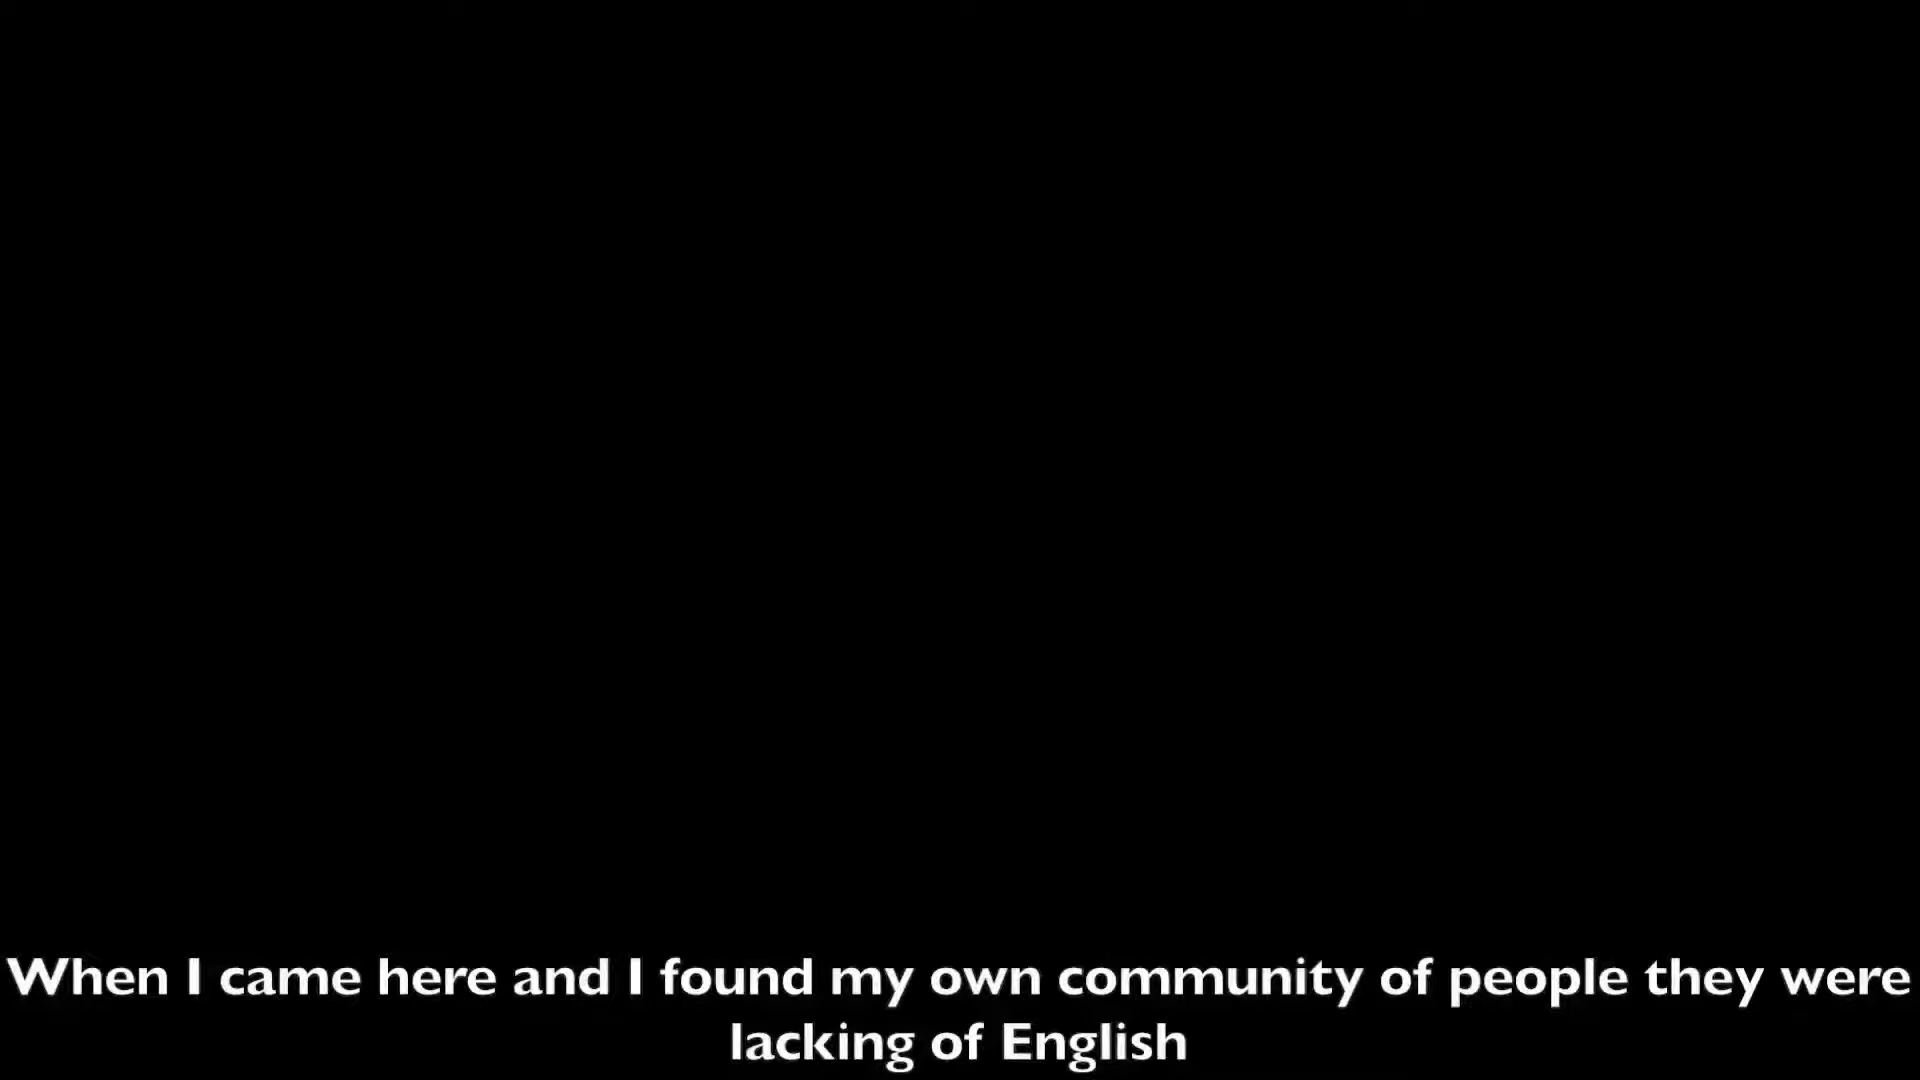 When I came here and I found my own community of people they were
lacking of English